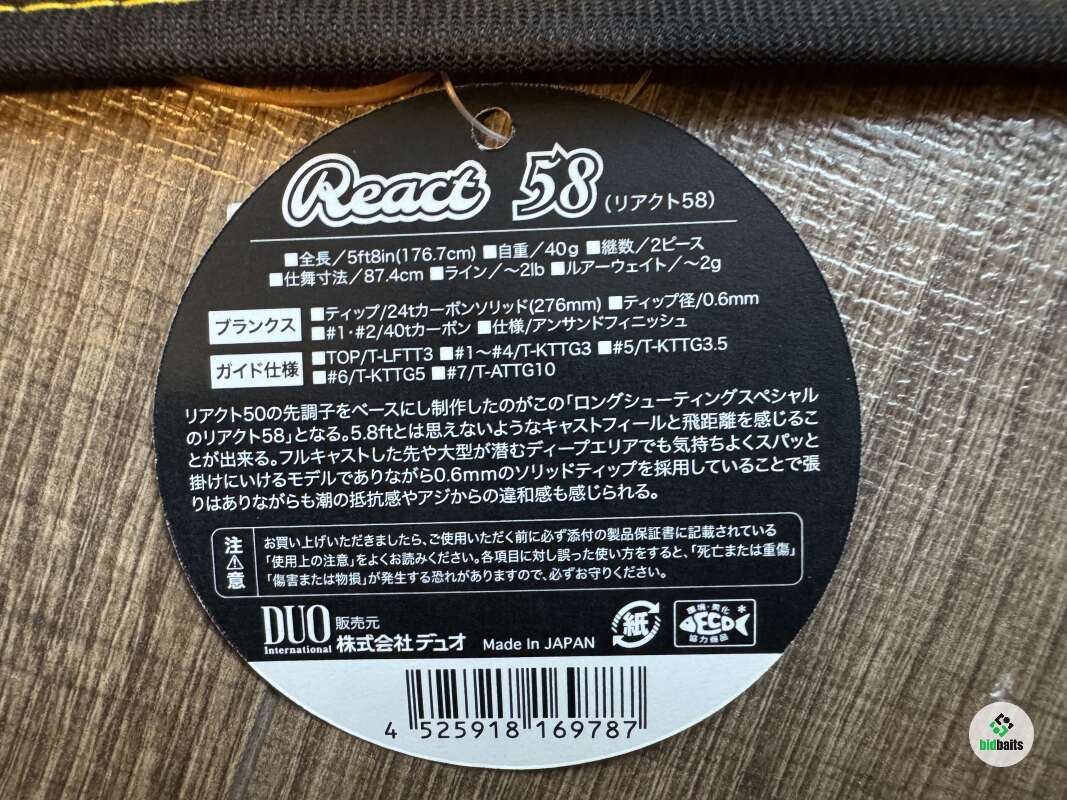 React 58 (リアクト58)
■全長/5ft8in(176.7cm) ■自重/40g ■継数/2ピース
■仕舞寸法/87.4cm ■ライン/〜2lb ■ルアーウェイト/〜2g
ブランクス
■ティップ/24tカーボンソリッド(276mm) ■ティップ径/0.6mm
■#1・#2/40tカーボン ■仕様/アンサンドフィニッシュ
ガイド仕様
■TOP/T-LFTT3 ■#1〜#4/T-KTTG3 ■#5/T-KTTG3.5
■#6/T-KTTG5 ■#7/T-ATTG10
リアクト50の先調子をベースにし制作したのがこの「ロングシューティングスペシャル
のリアクト58」となる。5.8ftとは思えないようなキャストフィールと飛距離を感じるこ
とが出来る。フルキャストした先や大型が潜むディープエリアでも気持ちよくスパッと
掛けにいけるモデルでありながら0.6mmのソリッドティップを採用していることで張
りはありながらも潮の抵抗感やアジからの違和感も感じられる。
注⚠意
お買い上げいただきましたら、ご使用いただく前に必ず添付の製品保証書に記載されている
「使用上の注意」をよくお読みください。各項目に対し誤った使い方をすると、「死亡または重傷」
「傷害または物損」が発生する恐れがありますので、必ずお守りください。
DUO International
販売元
株式会社デュオ
Made In JAPAN
紙
環境・美化
ECO
協力商品
4 525918 169787
bidbaits